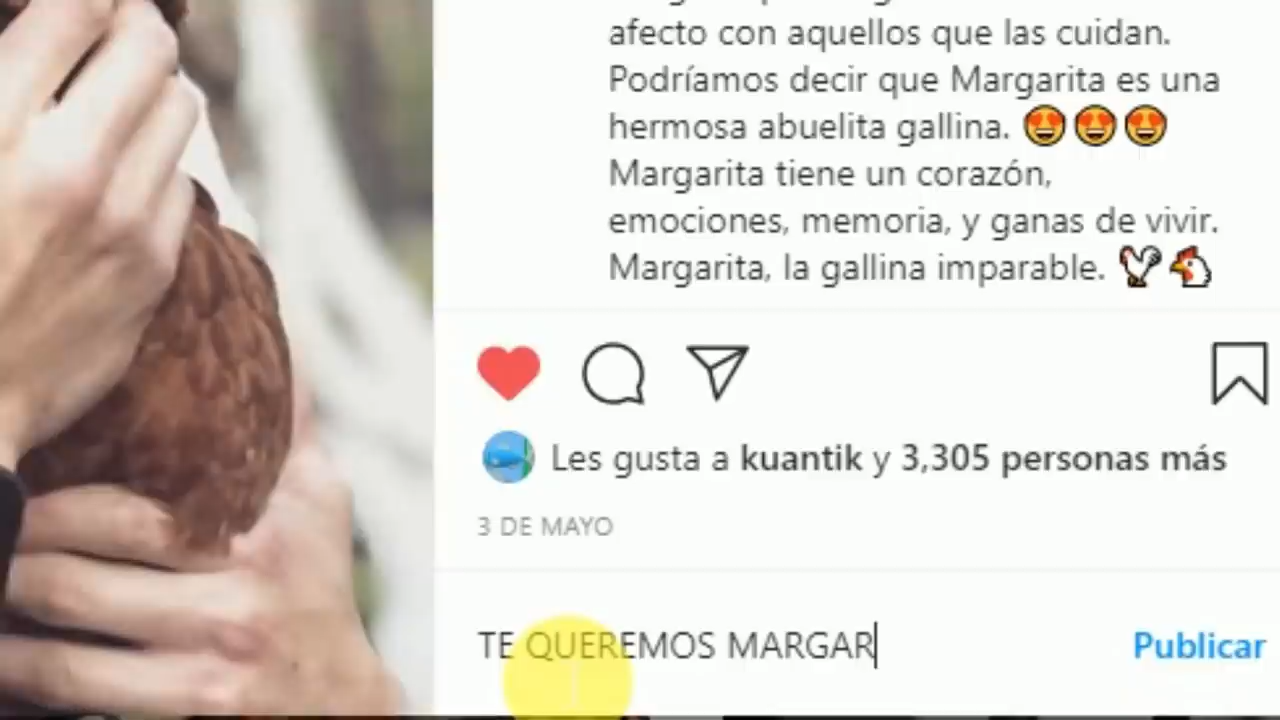 afecto con aquellos que las cuidan.
Podríamos decir que Margarita es una
hermosa abuelita gallina. 😍😍😍
Margarita tiene un corazón,
emociones, memoria, y ganas de vivir.
Margarita, la gallina imparable. 🐓🐔
Les gusta a kuantik y 3,305 personas más
3 DE MAYO
TE QUEREMOS MARGAR
Publicar